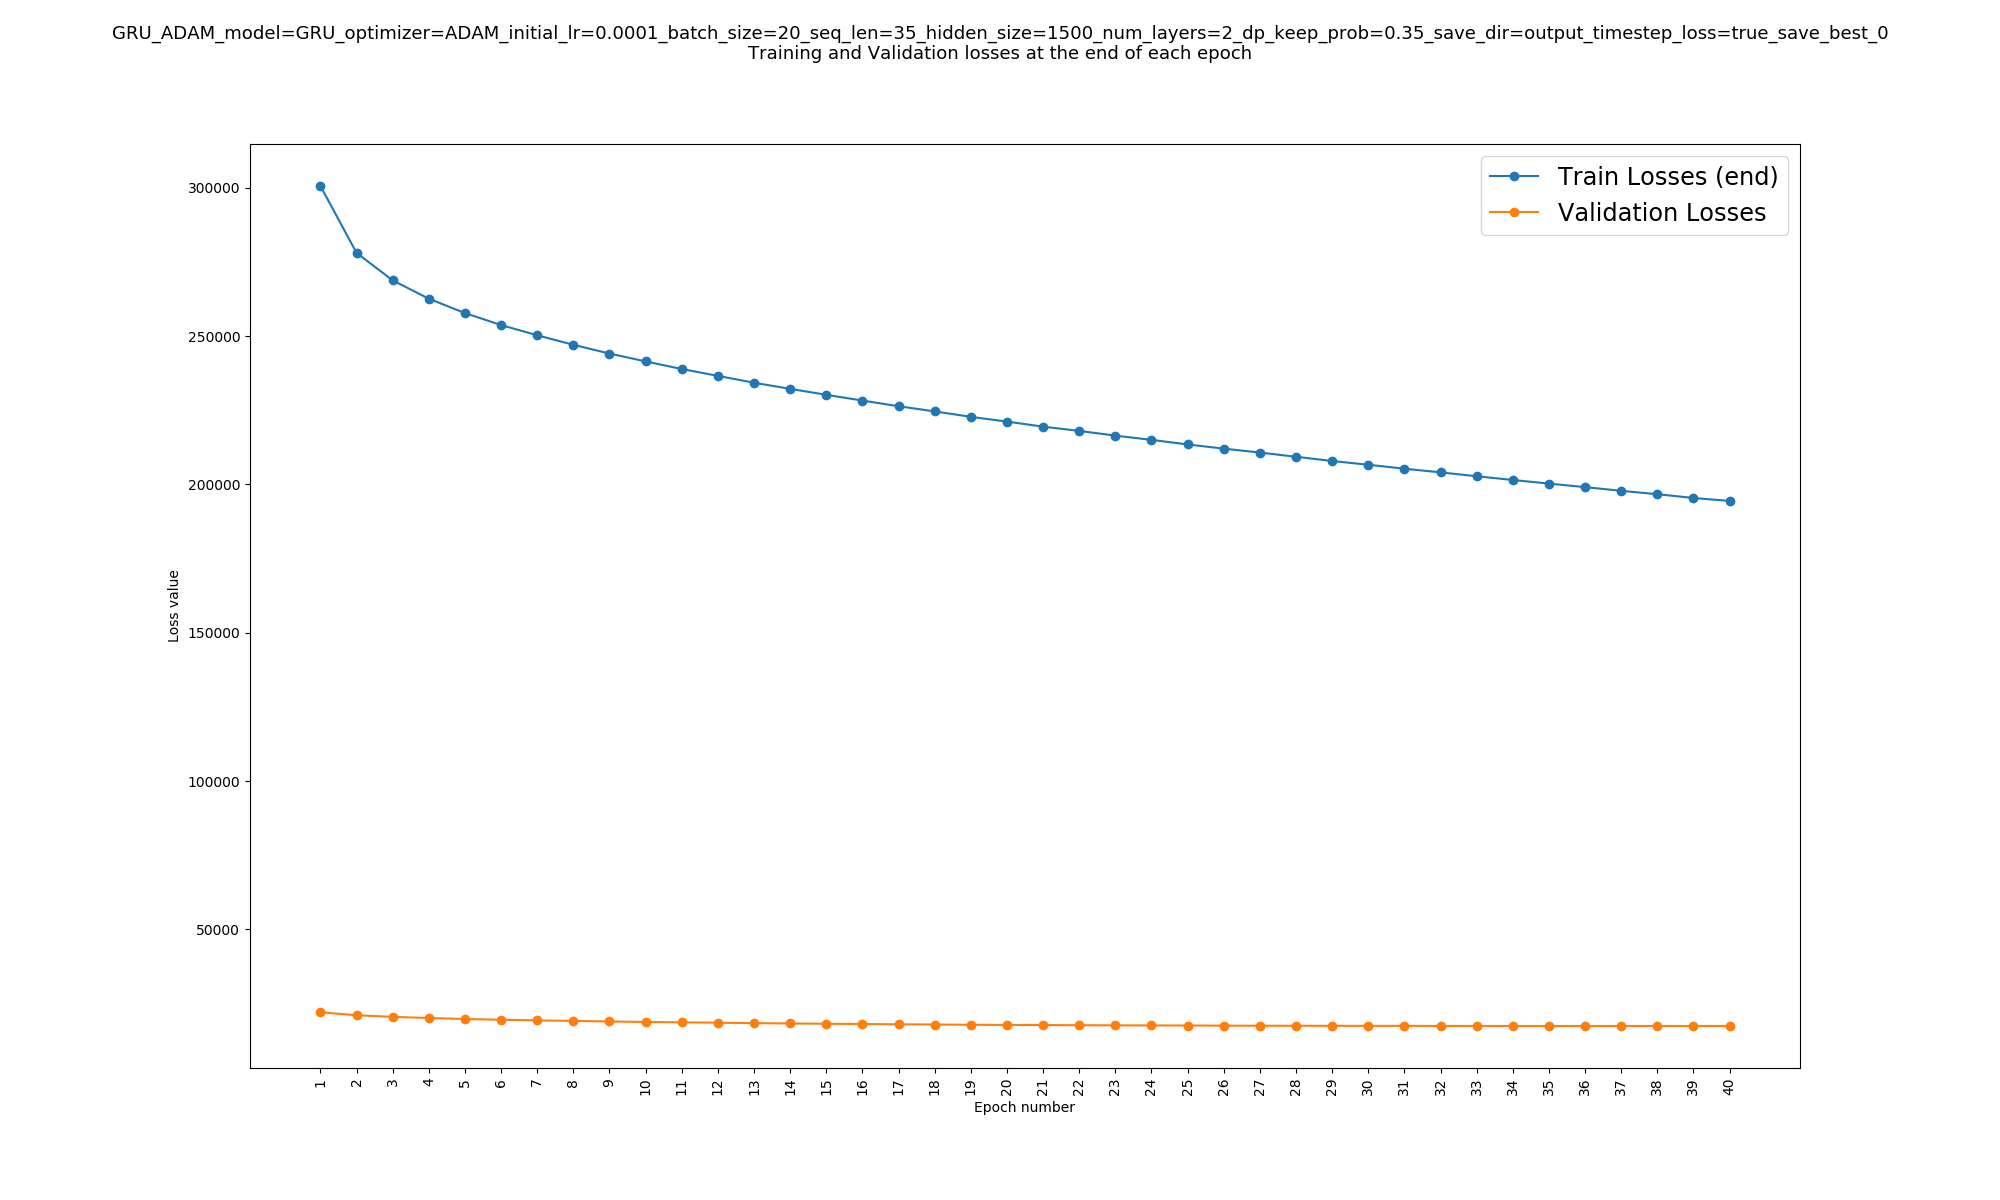 GRU_ADAM_model=GRU_optimizer=ADAM_initial_lr=0.0001_batch_size=20_seq_len=35_hidden_size=1500_num_layers=2_dp_keep_prob=0.35_save_dir=output_timestep_loss=true_save_best_0
Training and Validation losses at the end of each epoch
Train Losses (end)
Validation Losses
300000
250000
200000
150000
100000
50000
Loss value
1 2 3 4 5 6 7 8 9 10 11 12 13 14 15 16 17 18 19 20 21 22 23 24 25 26 27 28 29 30 31 32 33 34 35 36 37 38 39 40
Epoch number